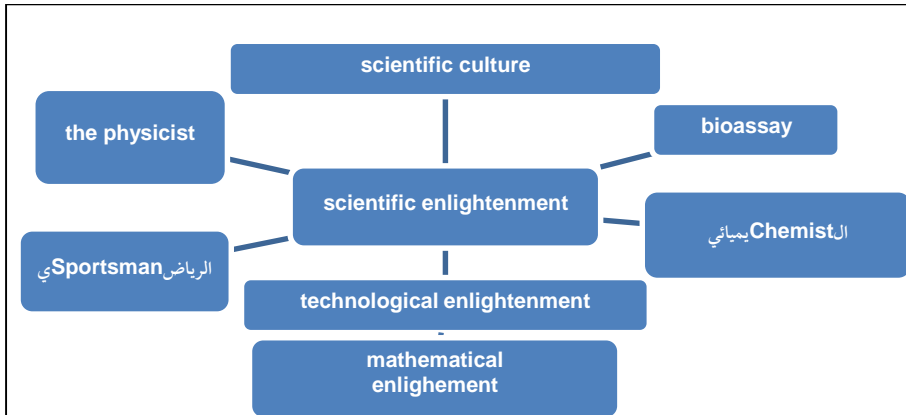 scientific culture
the physicist
bioassay
scientific enlightenment
الChemistيميائي
الرياضSportsmanي
technological enlightenment
mathematical
enlighement